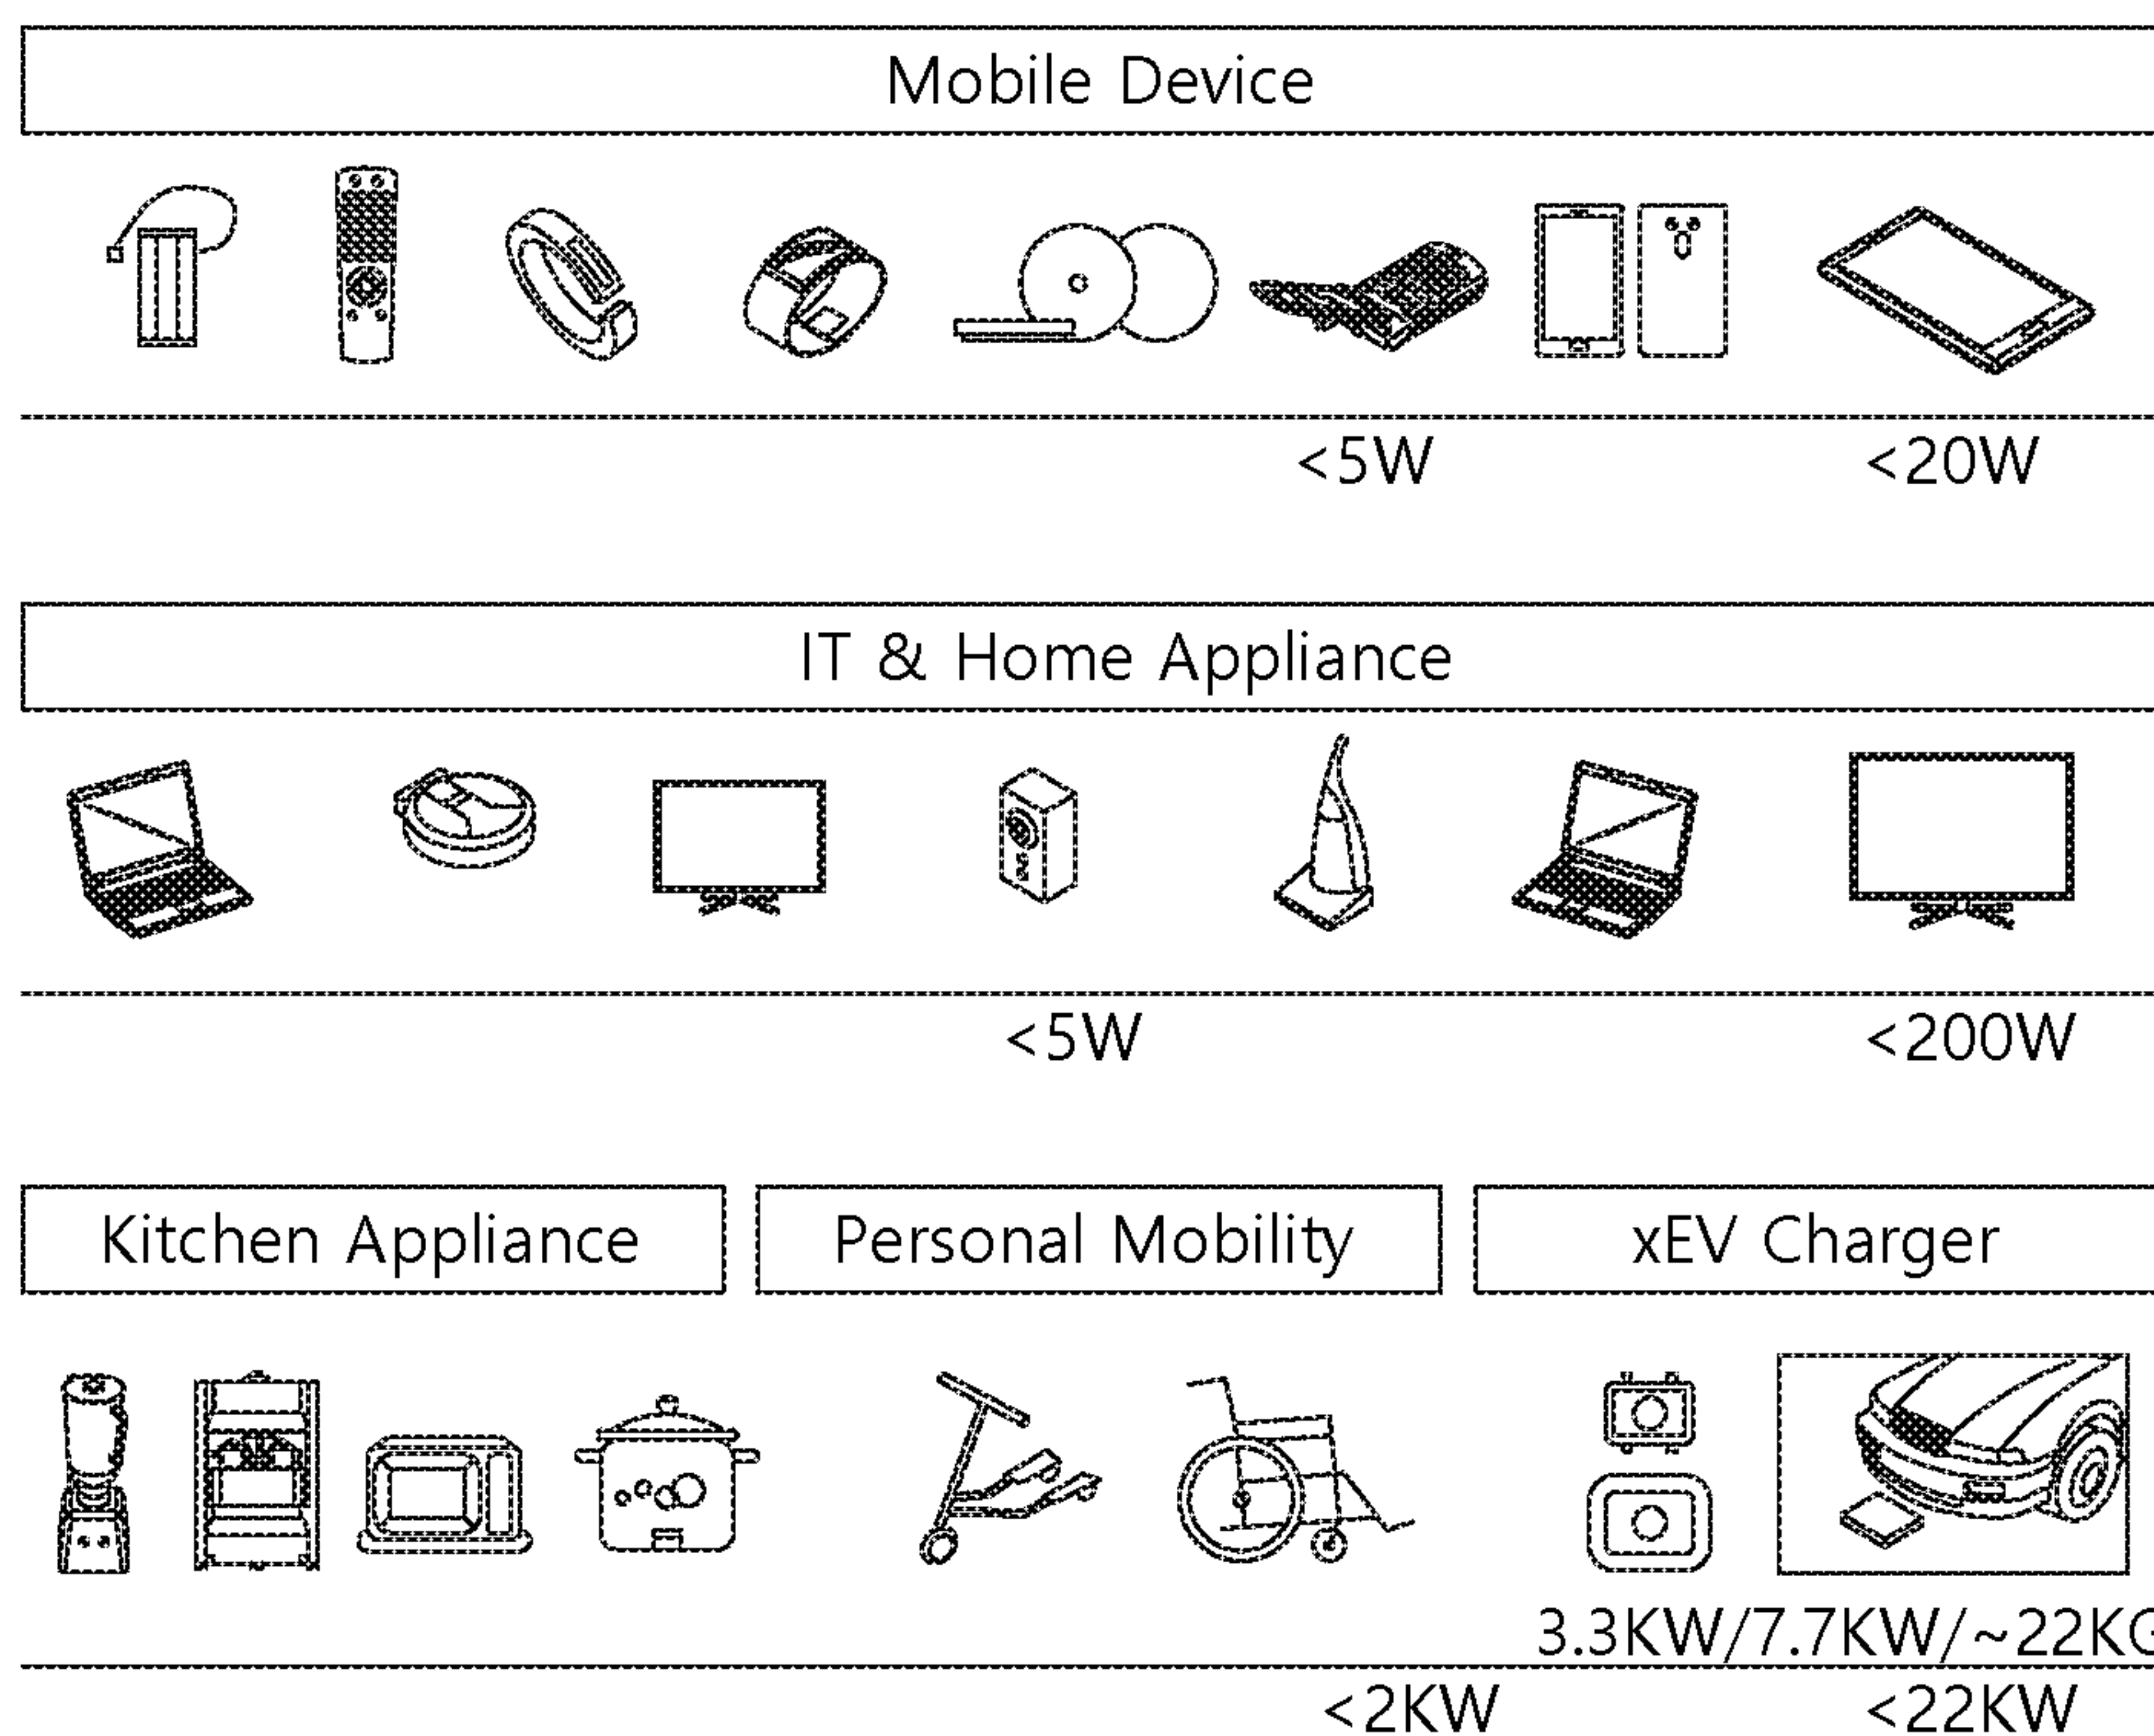 Mobile Device
<5W <20W
IT & Home Appliance
<5W <200W
Kitchen Appliance Personal Mobility xEV Charger
3.3KW/7.7KW/~22KG
<2KW <22KW